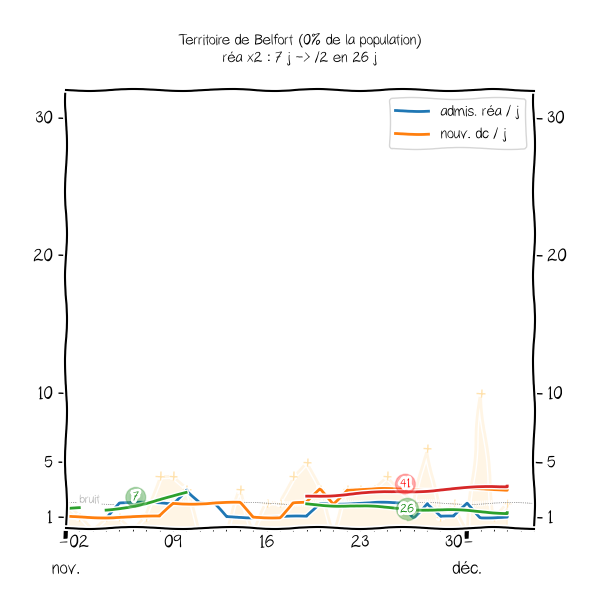 Territoire de Belfort (0% de la population)
réa x2 : 7 j -> /2 en 26 j
admis. réa / j
nouv. dc / j
30
30
20
20
10
10
5
5
1
1
bruit
7
41
26
02
09
16
23
30
nov.
déc.